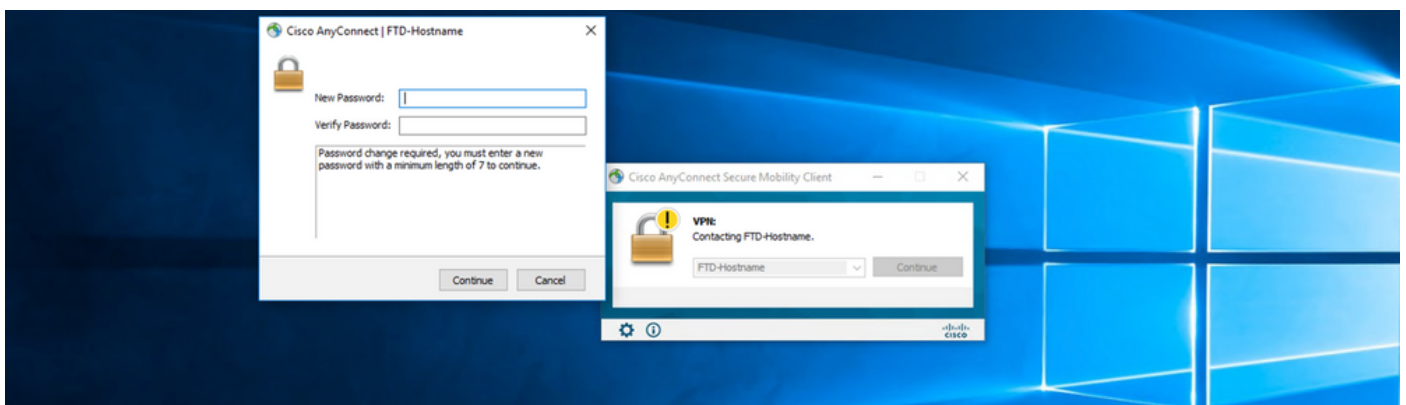 Cisco AnyConnect | FTD-Hostname
New Password:
Verify Password:
Password change required, you must enter a new
password with a minimum length of 7 to continue.
Continue
Cancel
Cisco AnyConnect Secure Mobility Client
VPN:
Contacting FTD-Hostname.
FTD-Hostname
Continue
CISCO